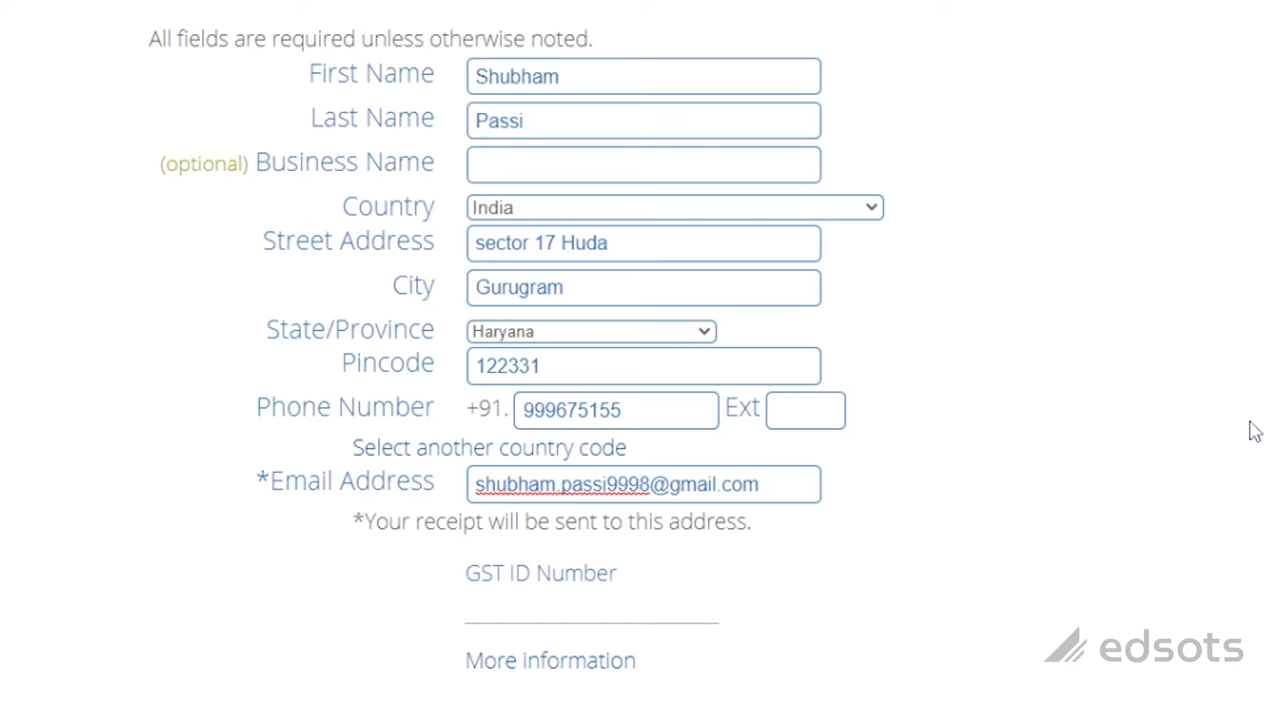 All fields are required unless otherwise noted.
First Name Shubham
Last Name Passi
(optional) Business Name
Country India
Street Address sector 17 Huda
City Gurugram
State/Province Haryana
Pincode 122331
Phone Number +91. 999675155 Ext
Select another country code
*Email Address shubham.passi9998@gmail.com
*Your receipt will be sent to this address.
GST ID Number
More information
edsots